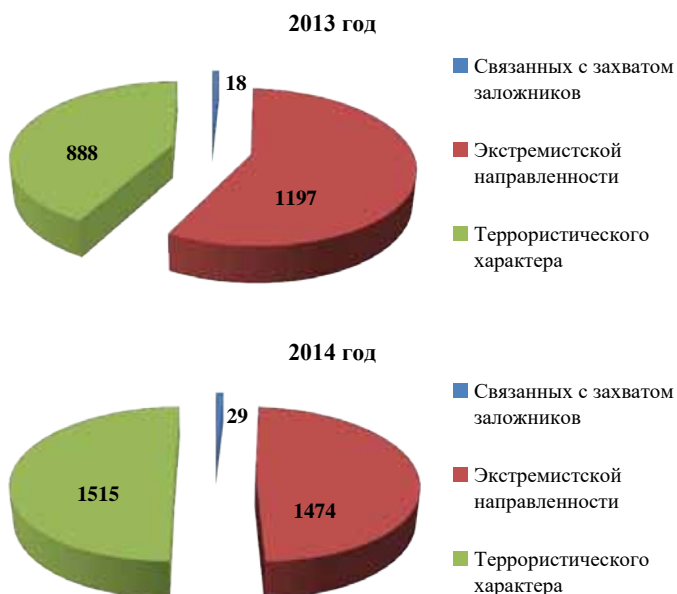 2013 год
18
888
1197
Связанных с захватом
заложников
Экстремистской
направленности
Террористического
характера
2014 год
29
1515
1474
Связанных с захватом
заложников
Экстремистской
направленности
Террористического
характера